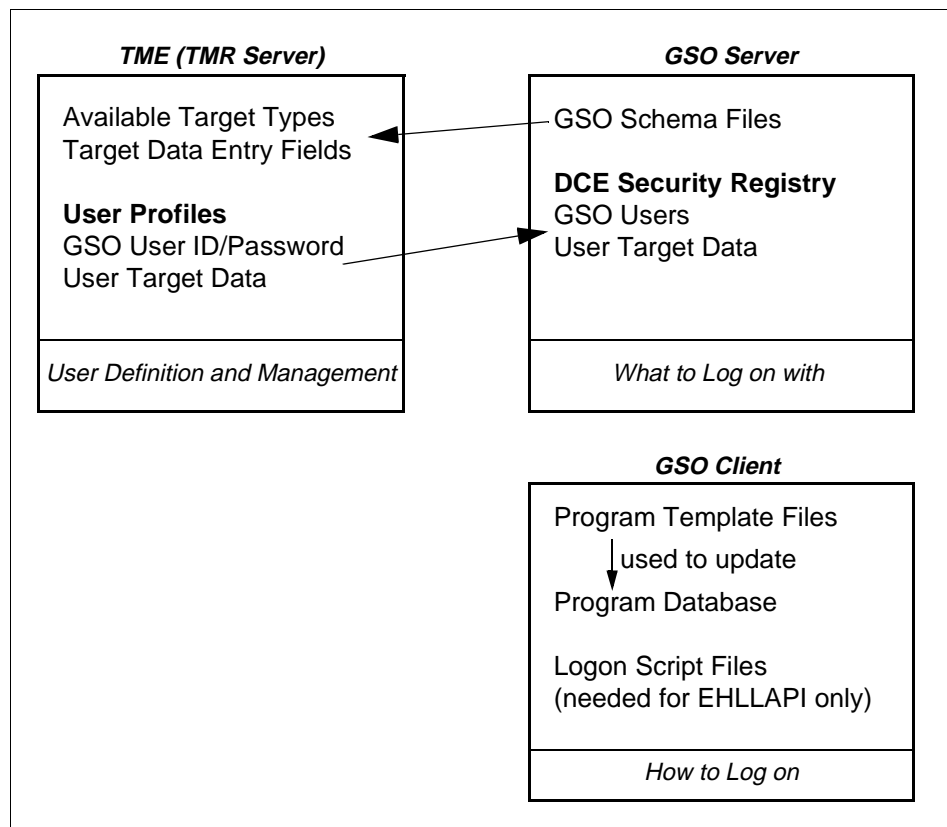 TME (TMR Server)
Available Target Types
Target Data Entry Fields
User Profiles
GSO User ID/Password
User Target Data
User Definition and Management
GSO Server
GSO Schema Files
DCE Security Registry
GSO Users
User Target Data
What to Log on with
GSO Client
Program Template Files
used to update
Program Database
Logon Script Files
(needed for EHLLAPI only)
How to Log on